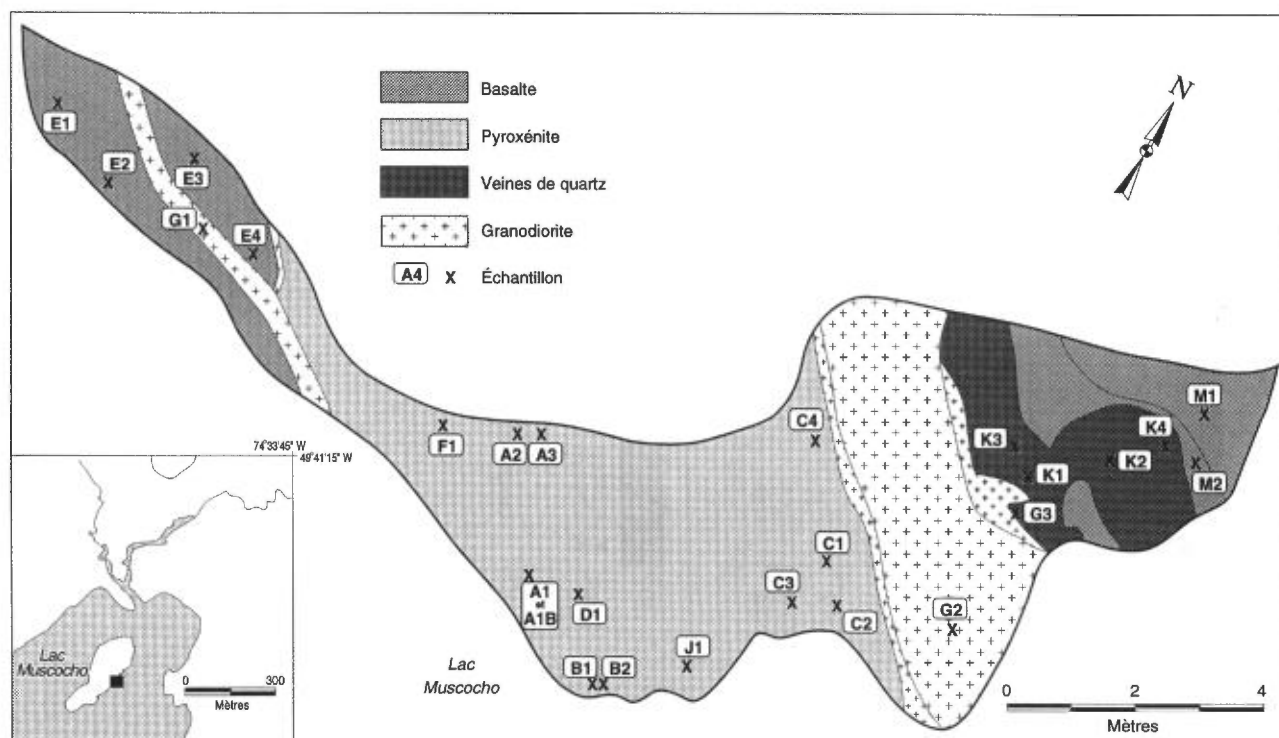 Basalte
Pyroxénite
Veines de quartz
Granodiorite
A4 X Échantillon
N
E1
E2
E3
G1
E4
F1
A2
A3
C4
K3
K1
K2
K4
M1
M2
G3
A1
et
A1B
D1
B1
B2
J1
C1
C3
C2
G2
74°33'45" W
49°41'15" W
Lac
Muscocho
0 300
Mètres
Lac
Muscocho
0 2 4
Mètres